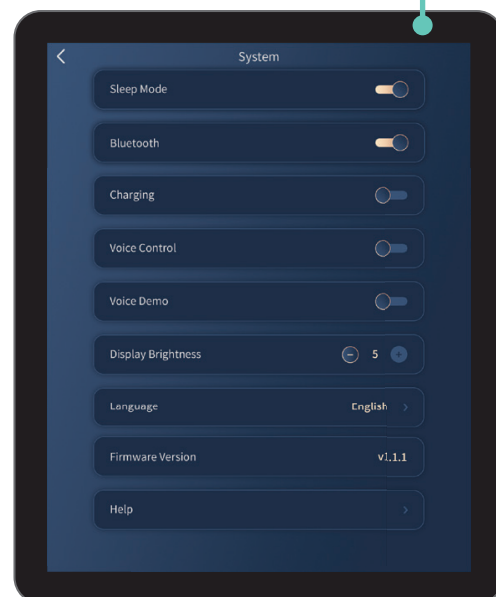 System
Sleep Mode
Bluetooth
Charging
Voice Control
Voice Demo
Display Brightness 5
Language English
Firmware Version v1.1.1
Help